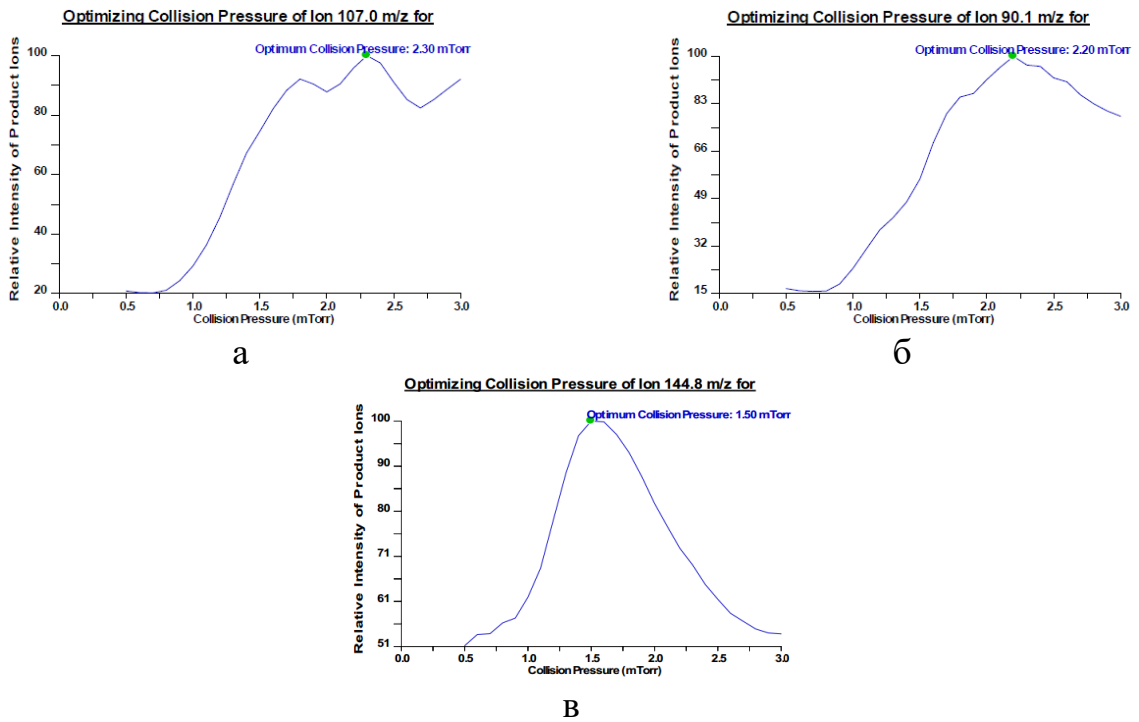 Optimizing Collision Pressure of Ion 107.0 m/z for
Optimum Collision Pressure: 2.30 mTorr
Relative Intensity of Product Ions
100
80
60
40
20
0.0 0.5 1.0 1.5 2.0 2.5 3.0
Collision Pressure (mTorr)
а
Optimizing Collision Pressure of Ion 90.1 m/z for
Optimum Collision Pressure: 2.20 mTorr
Relative Intensity of Product Ions
100
83
66
49
32
15
0.0 0.5 1.0 1.5 2.0 2.5 3.0
Collision Pressure (mTorr)
б
Optimizing Collision Pressure of Ion 144.8 m/z for
Optimum Collision Pressure: 1.50 mTorr
Relative Intensity of Product Ions
100
90
80
71
61
51
0.0 0.5 1.0 1.5 2.0 2.5 3.0
Collision Pressure (mTorr)
в